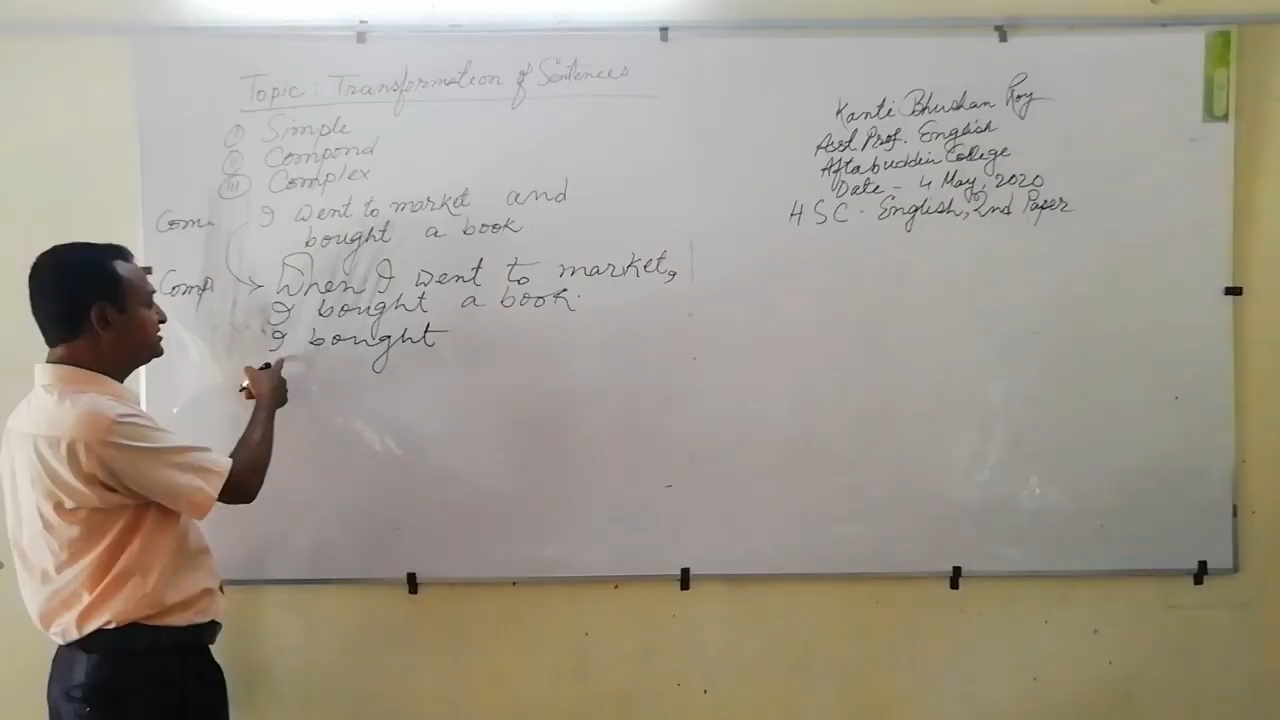 Topic : Transformation of Sentences
(i) Simple
(ii) Compond
(iii) Complex
Com. I went to market and
bought a book.
Comp When I went to market,
I bought a book.
I bought
Kanti Bhushan Roy
Asst. Prof. English
Aftabuddin College
Date - 4 May, 2020
HSC - English, 2nd Paper